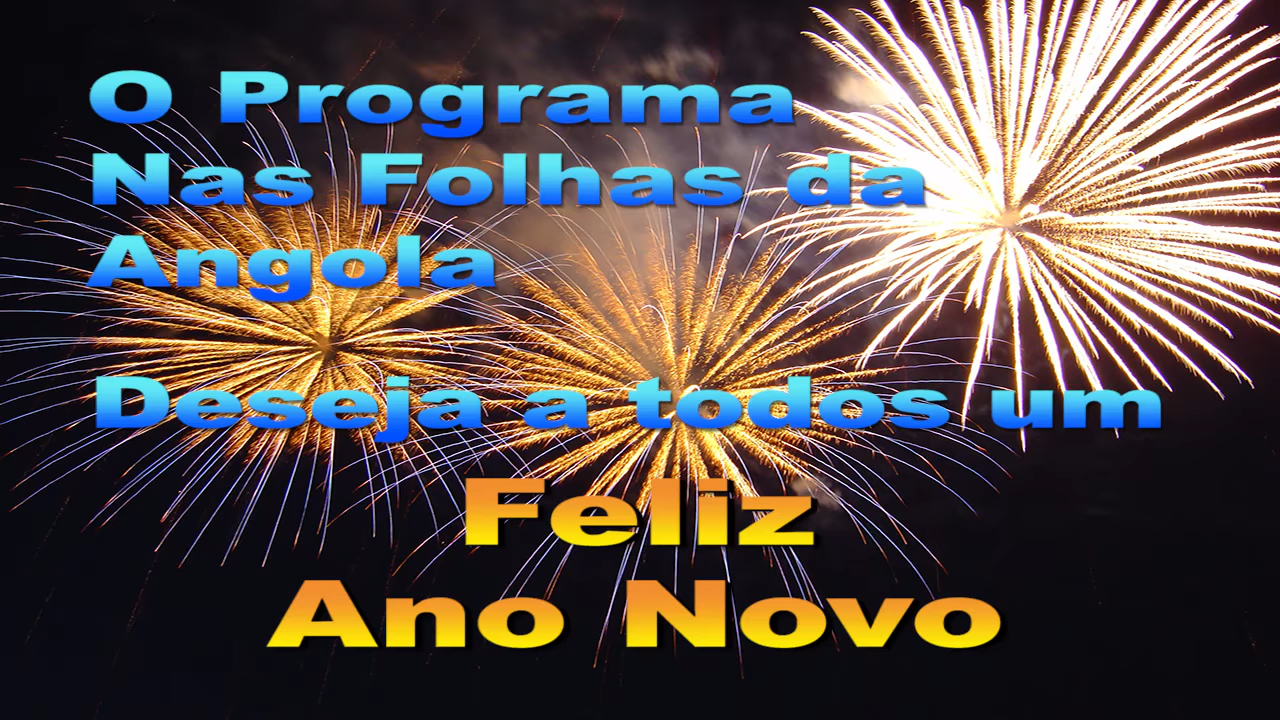 O Programa
Nas Folhas da
Angola
Deseja a todos um
Feliz
Ano Novo